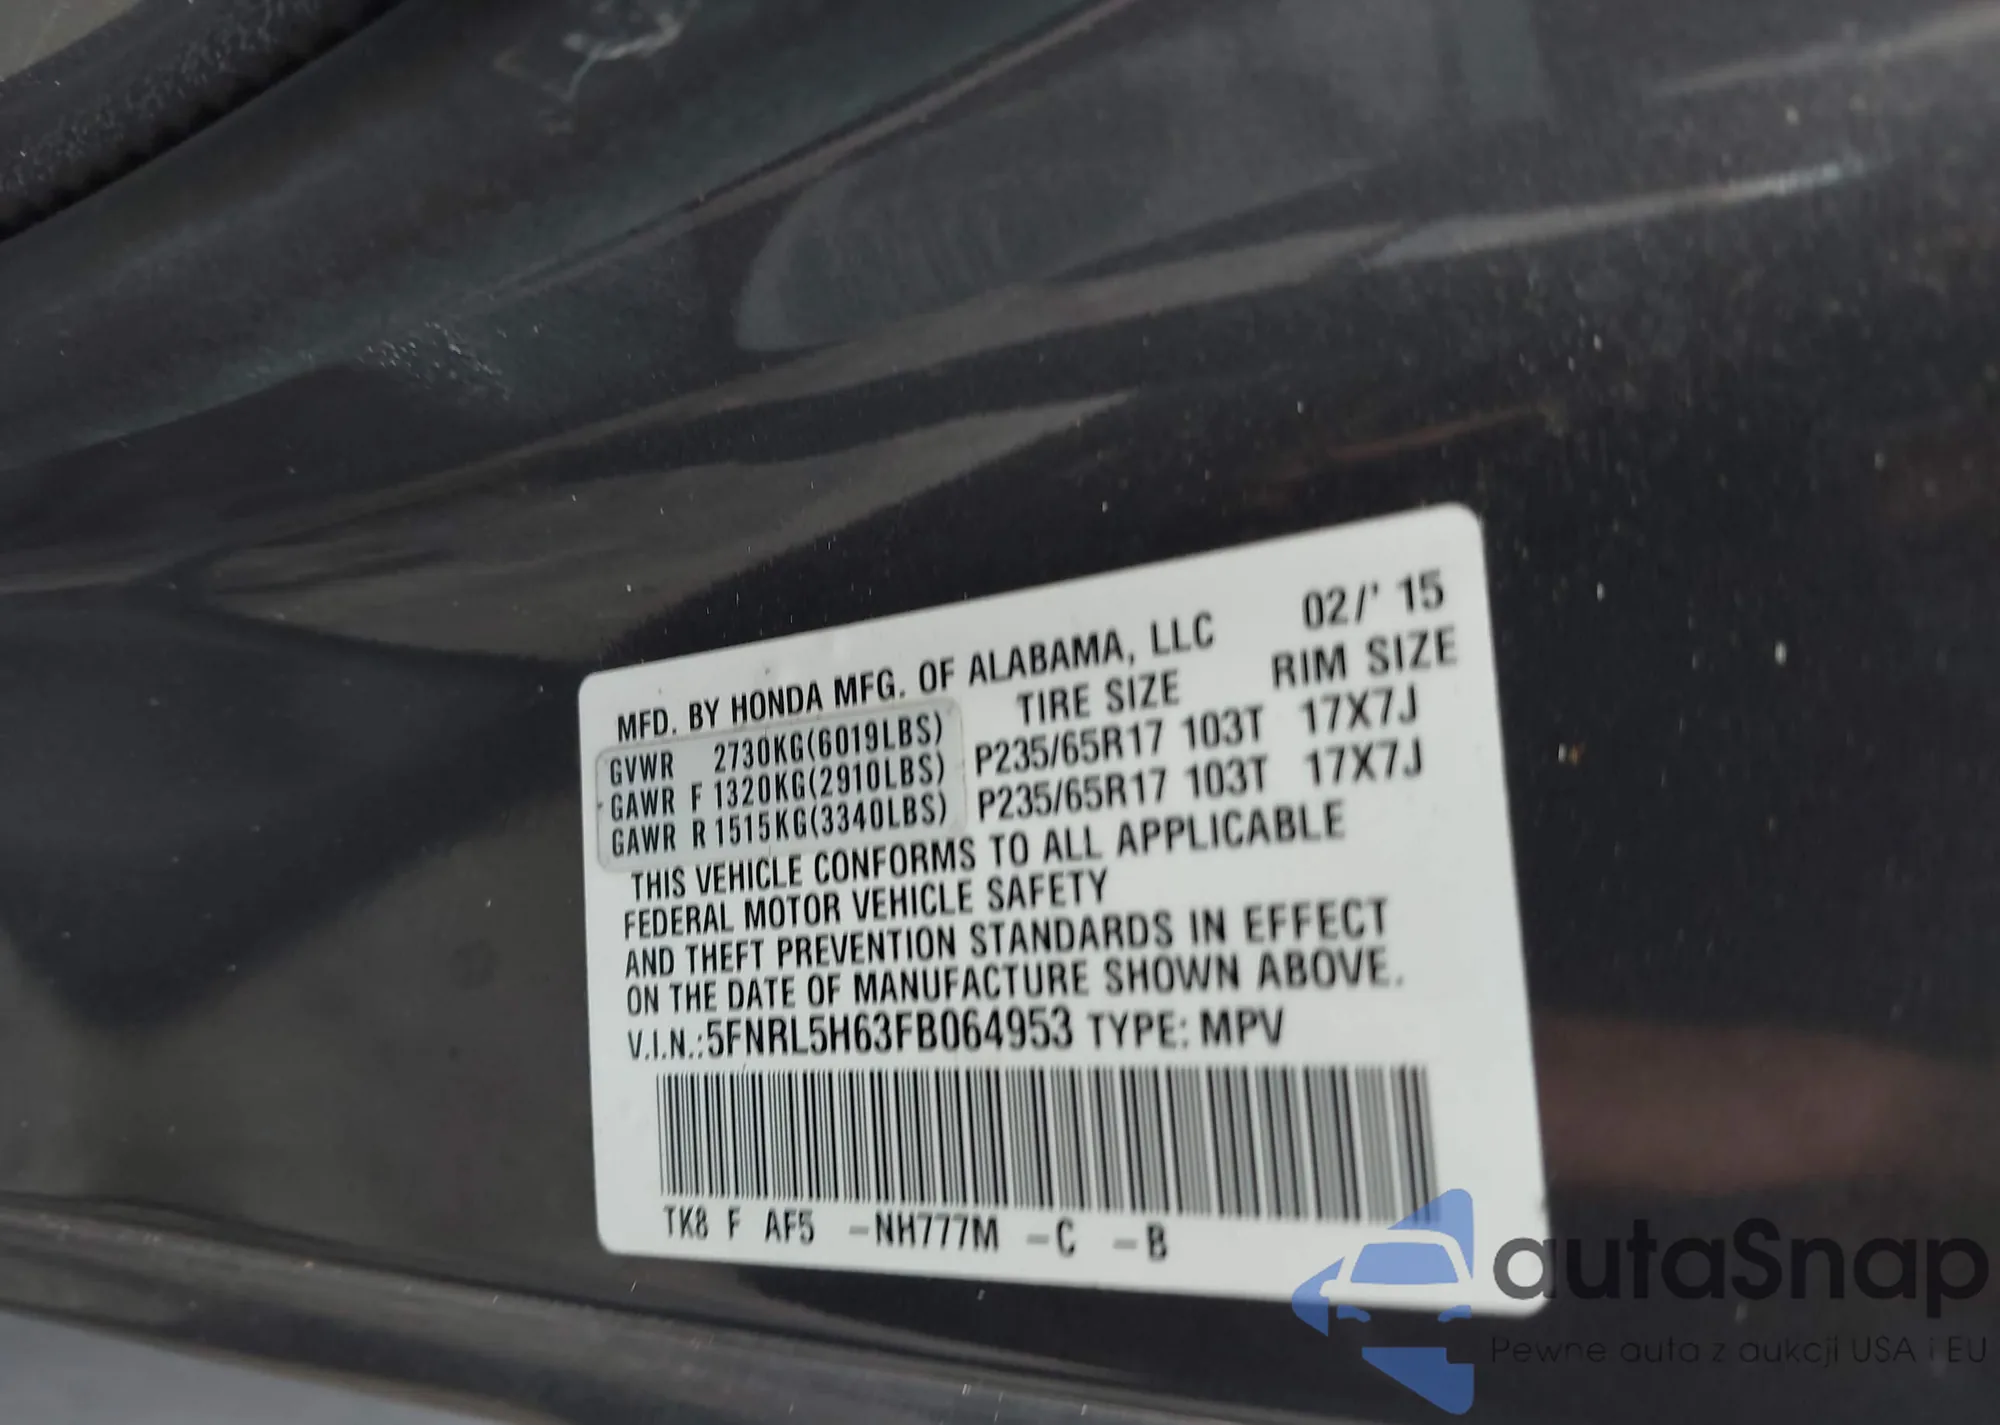 MFD. BY HONDA MFG. OF ALABAMA, LLC 02/' 15
TIRE SIZE RIM SIZE
GVWR 2730KG(6019LBS) P235/65R17 103T 17X7J
GAWR F 1320KG(2910LBS) P235/65R17 103T 17X7J
GAWR R 1515KG(3340LBS)
THIS VEHICLE CONFORMS TO ALL APPLICABLE
FEDERAL MOTOR VEHICLE SAFETY
AND THEFT PREVENTION STANDARDS IN EFFECT
ON THE DATE OF MANUFACTURE SHOWN ABOVE.
V.I.N.:5FNRL5H63FB064953 TYPE: MPV
TK8 F AF5 -NH777M -C -B
autaSnap
Pewne auta z aukcji USA i EU